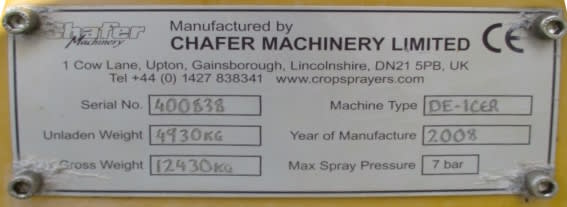 Chafer
Machinery
Manufactured by
CHAFER MACHINERY LIMITED CE
1 Cow Lane, Upton, Gainsborough, Lincolnshire, DN21 5PB, UK
Tel +44 (0) 1427 838341 www.cropsprayers.com
Serial No. 400838 Machine Type DE-ICER
Unladen Weight 4930KG Year of Manufacture 2008
Gross Weight 12430KG Max Spray Pressure 7 bar